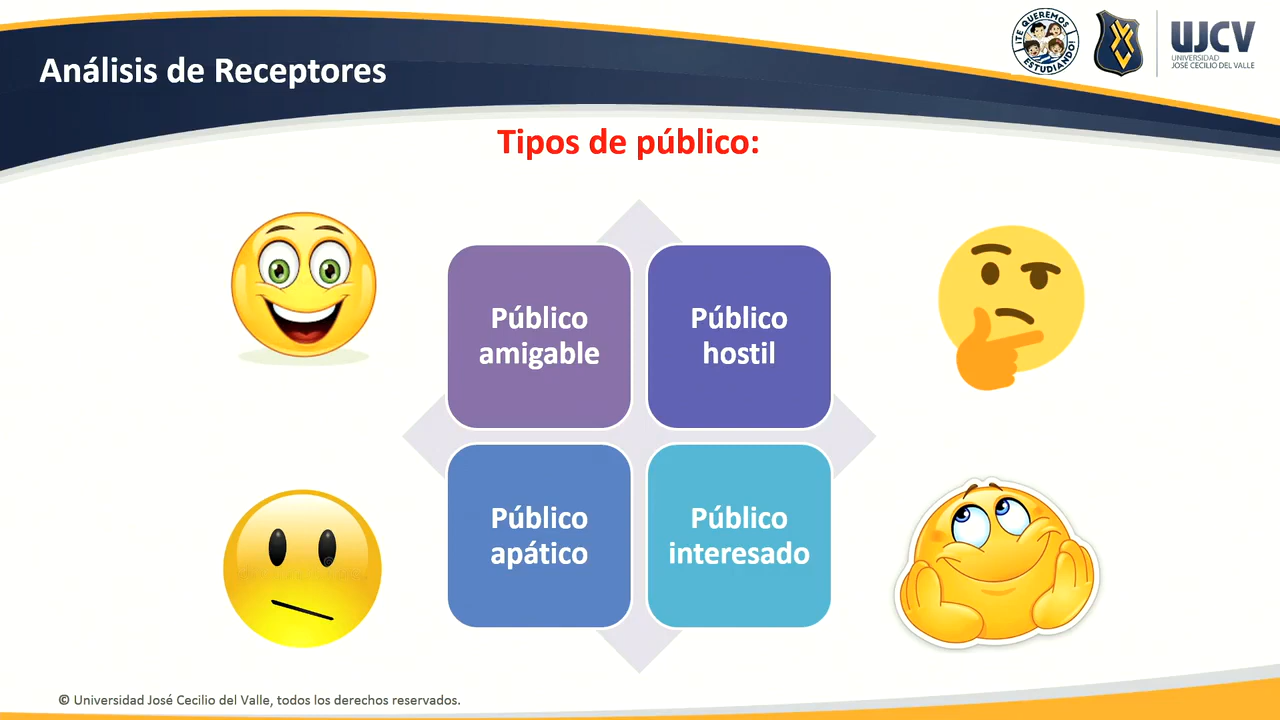 Análisis de Receptores
¡TE QUEREMOS
ESTUDIANDO!
UJCV
UNIVERSIDAD
JOSÉ CECILIO DEL VALLE
Tipos de público:
Público
amigable
Público
hostil
Público
apático
Público
interesado
© Universidad José Cecilio del Valle, todos los derechos reservados.